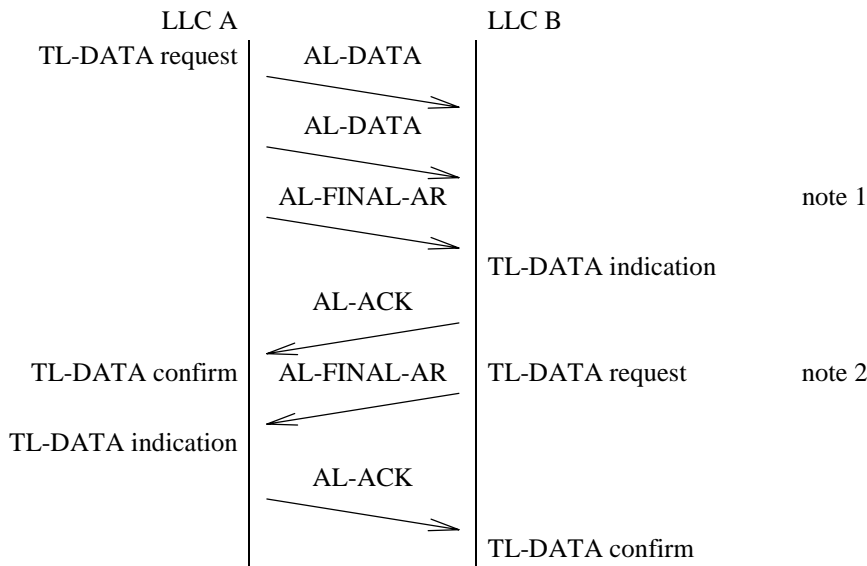 LLC A LLC B
TL-DATA request AL-DATA
AL-DATA
AL-FINAL-AR note 1
TL-DATA indication
AL-ACK
TL-DATA confirm AL-FINAL-AR TL-DATA request note 2
TL-DATA indication
AL-ACK
TL-DATA confirm